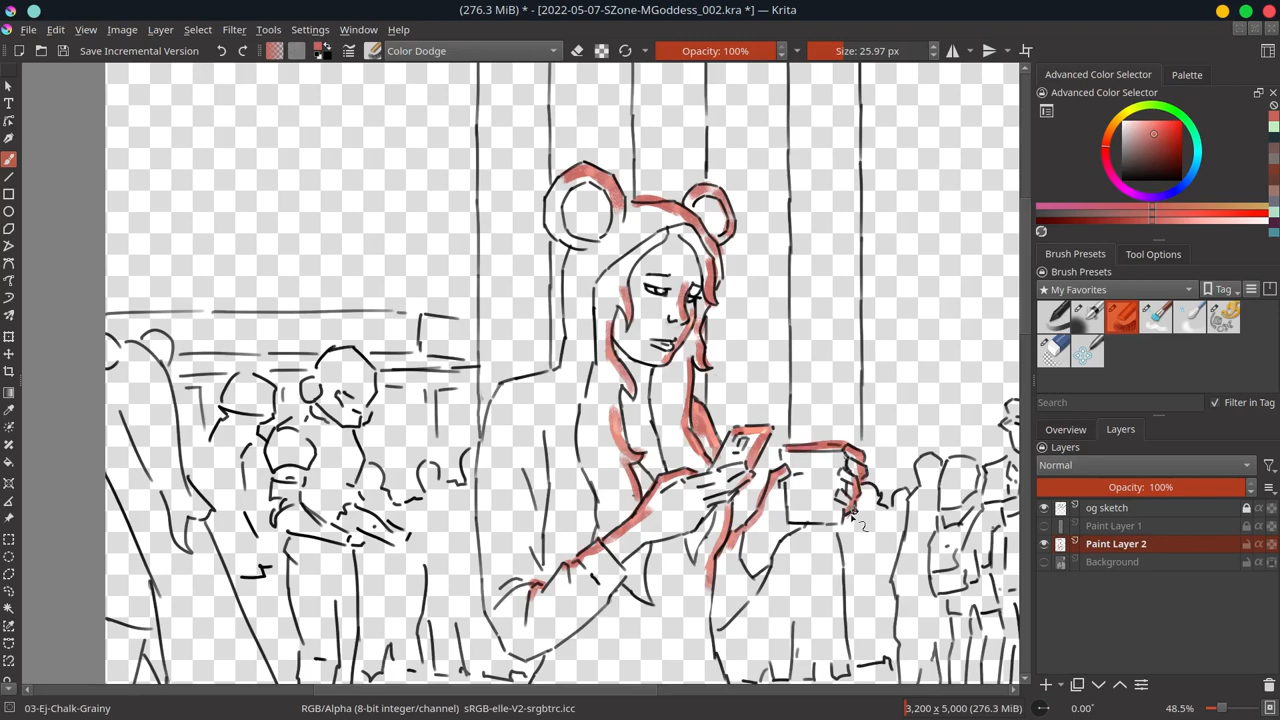 (276.3 MiB) * - [2022-05-07-SZone-MGoddess_002.kra *] — Krita
File Edit View Image Layer Select Filter Tools Settings Window Help
Save Incremental Version Color Dodge Opacity: 100% Size: 25.97 px
Advanced Color Selector Palette
Advanced Color Selector
Brush Presets Tool Options
Brush Presets
★ My Favorites Tag
Search Filter in Tag
Overview Layers
Layers
Normal
Opacity: 100%
og sketch
Paint Layer 1
Paint Layer 2
Background
03-Ej-Chalk-Grainy RGB/Alpha (8-bit integer/channel) sRGB-elle-V2-srgbtrc.icc 3,200 x 5,000 (276.3 MiB) 0.00° 48.5%